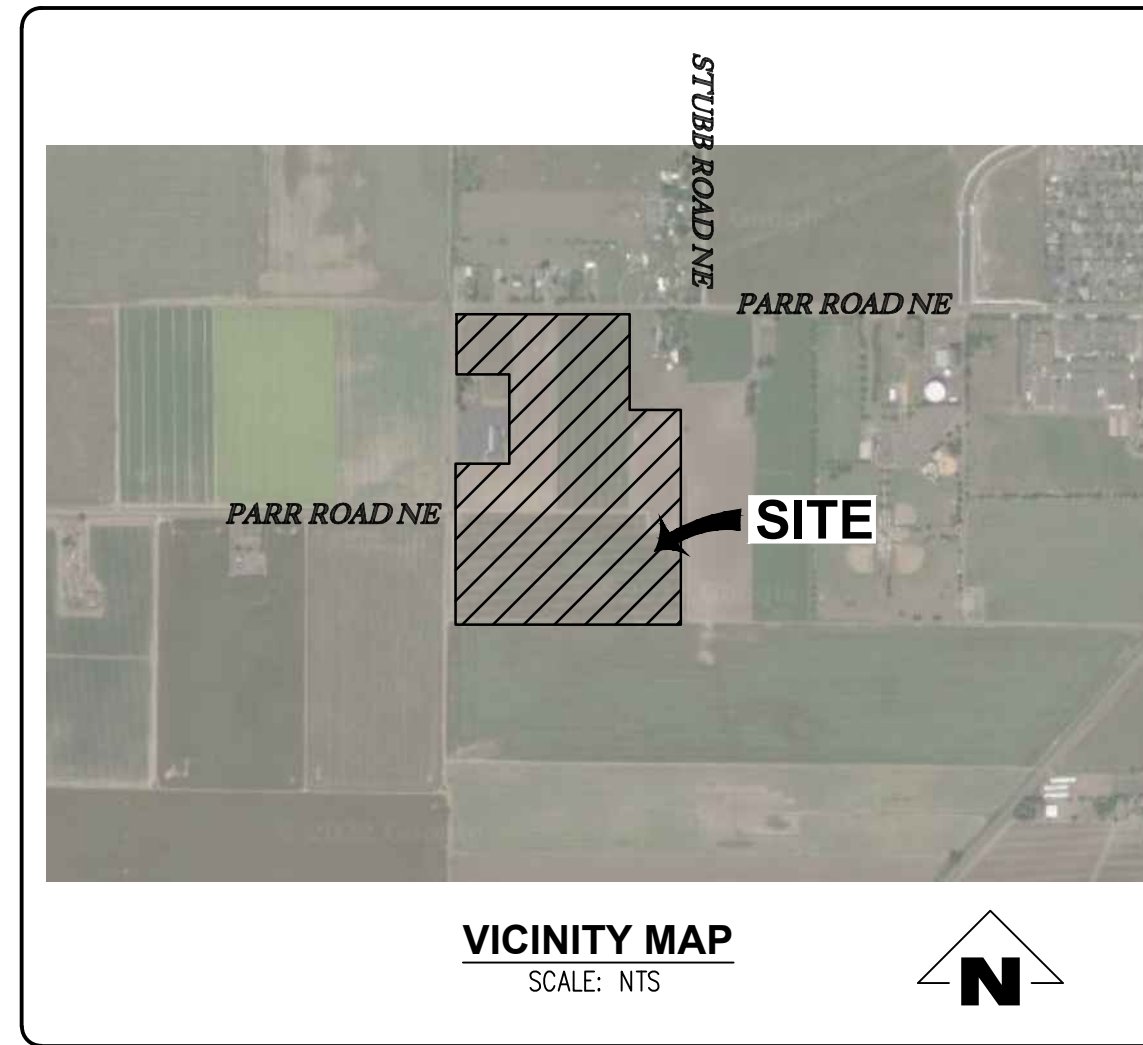 STUBB ROAD NE
PARR ROAD NE
PARR ROAD NE
SITE
VICINITY MAP
SCALE: NTS
N